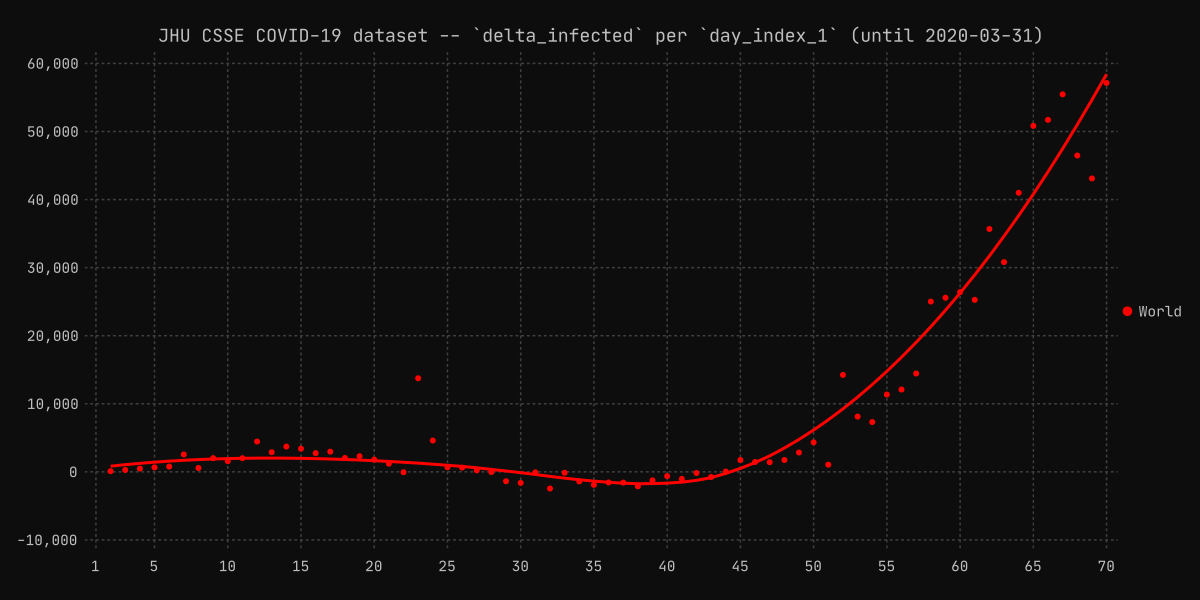 JHU CSSE COVID-19 dataset -- `delta_infected` per `day_index_1` (until 2020-03-31)
60,000
50,000
40,000
30,000
20,000
10,000
0
-10,000
1 5 10 15 20 25 30 35 40 45 50 55 60 65 70
World